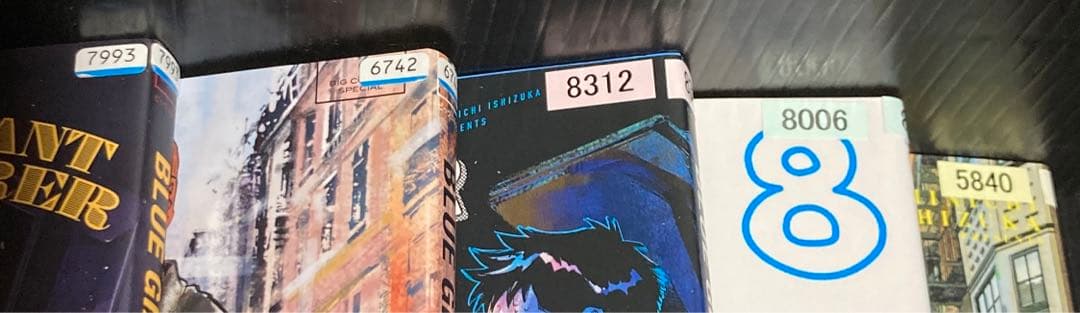 7993
ANT
BER
BLUE GI
BIG C
SPECIAL
6742
BLUE GI
ICHI ISHIZUKA
ENTS
8312
8006
8
5840